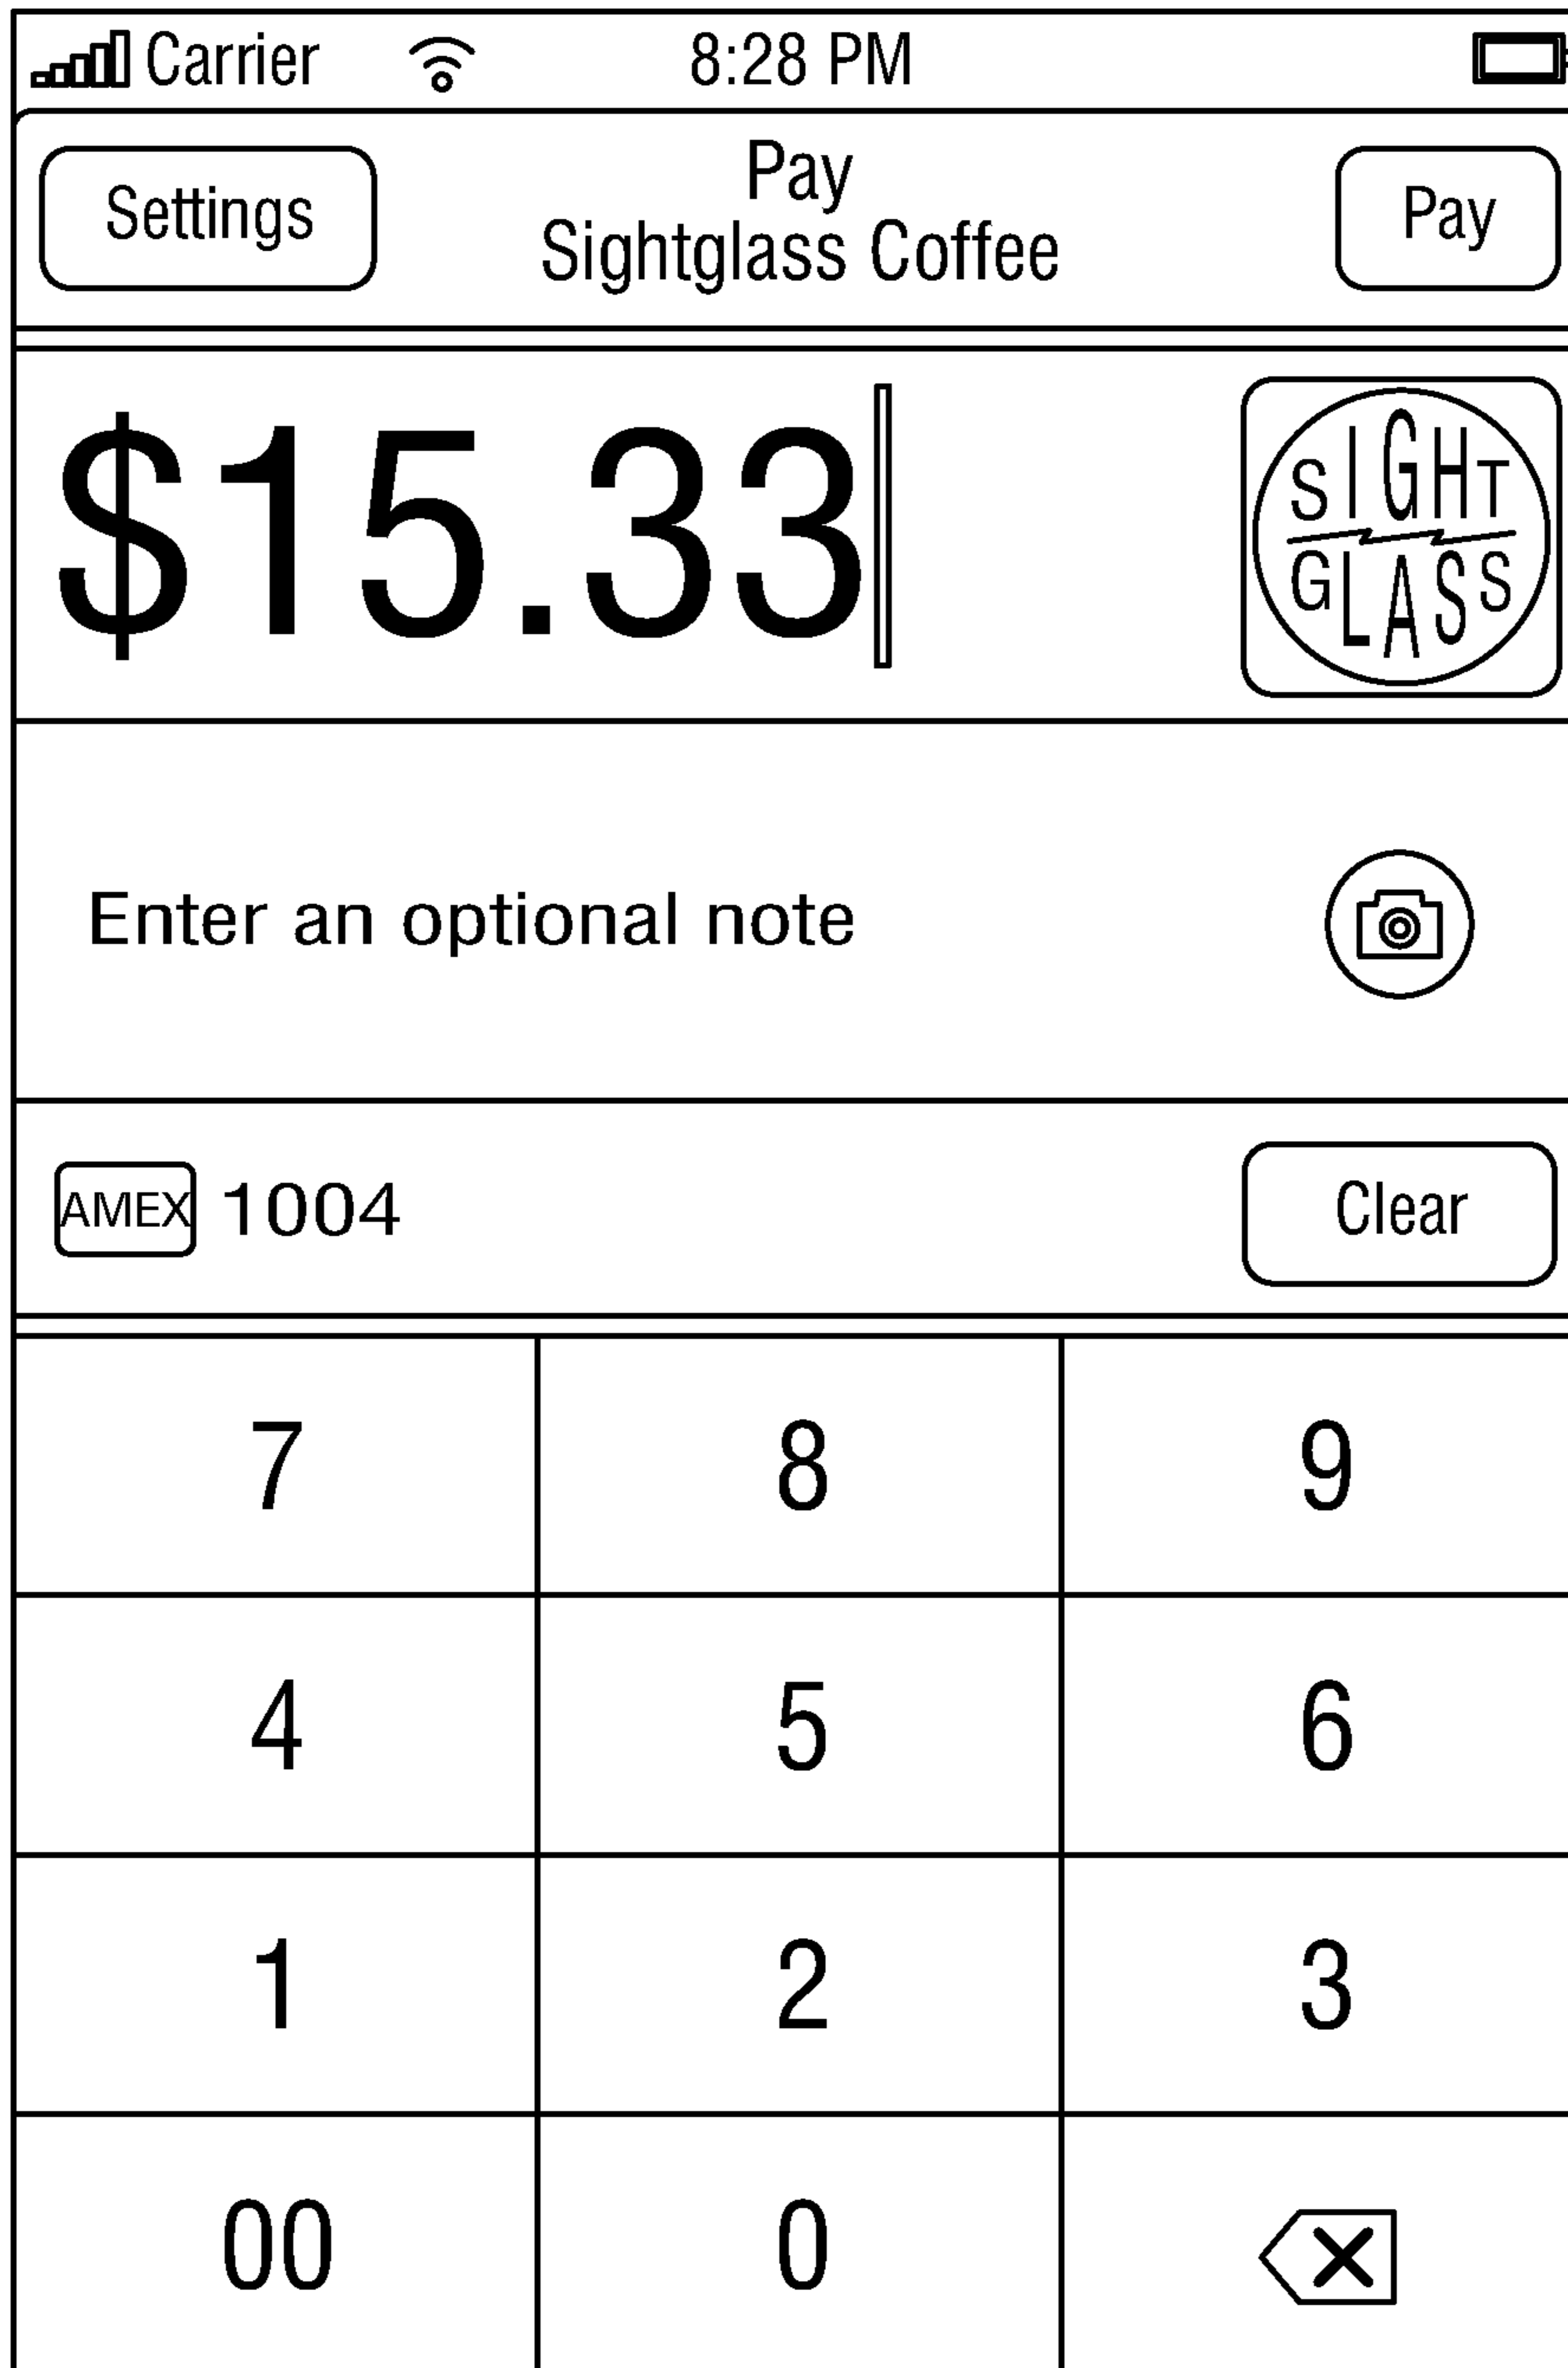 Carrier 8:28 PM
Settings
Pay
Sightglass Coffee
Pay
$15.33
SIGHT
GLASS
Enter an optional note
AMEX 1004
Clear
7 8 9
4 5 6
1 2 3
00 0